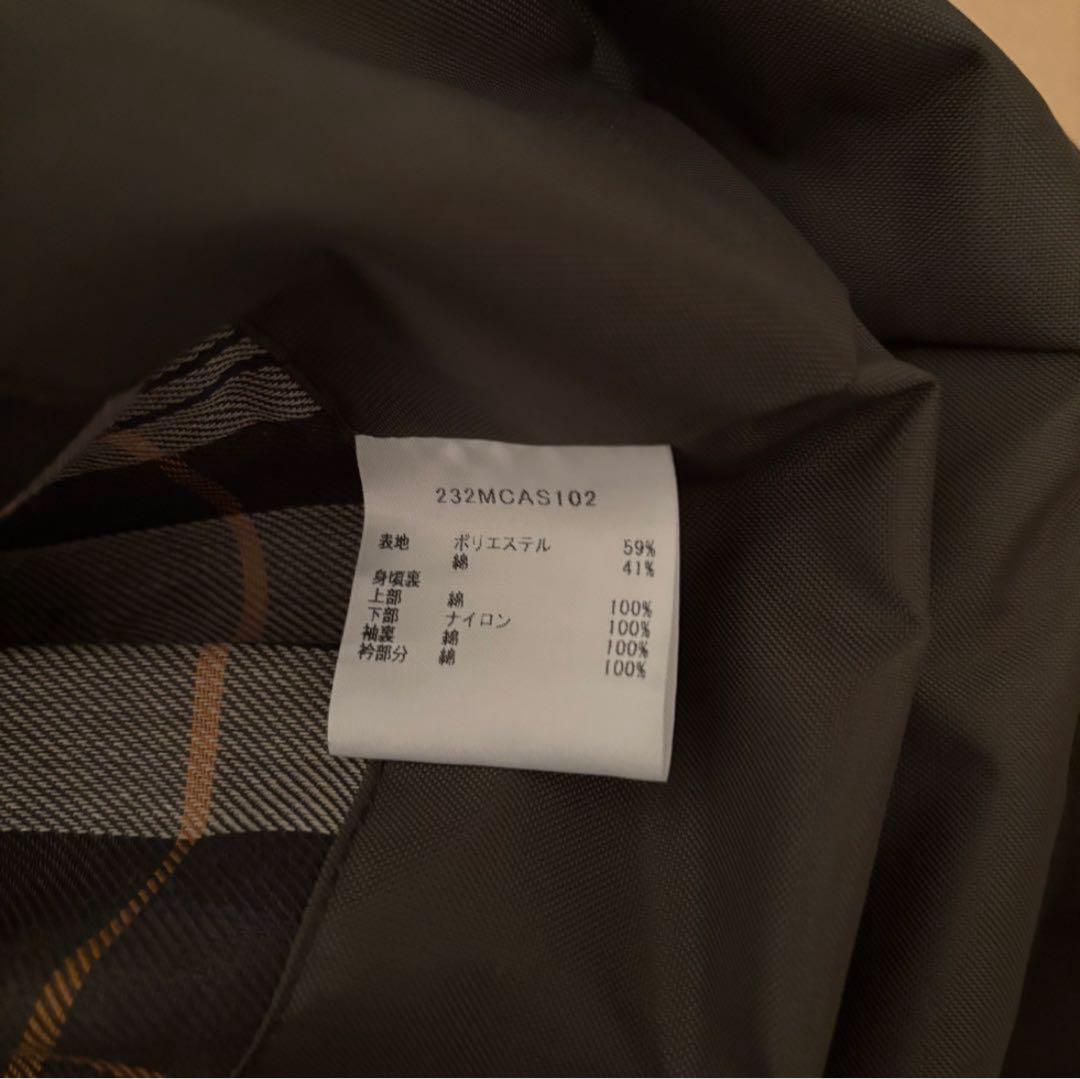 232MCAS102
表地 ポリエステル 59%
綿 41%
身頃裏
上部 綿 100%
下部 ナイロン 100%
袖裏 綿 100%
衿部分 綿 100%